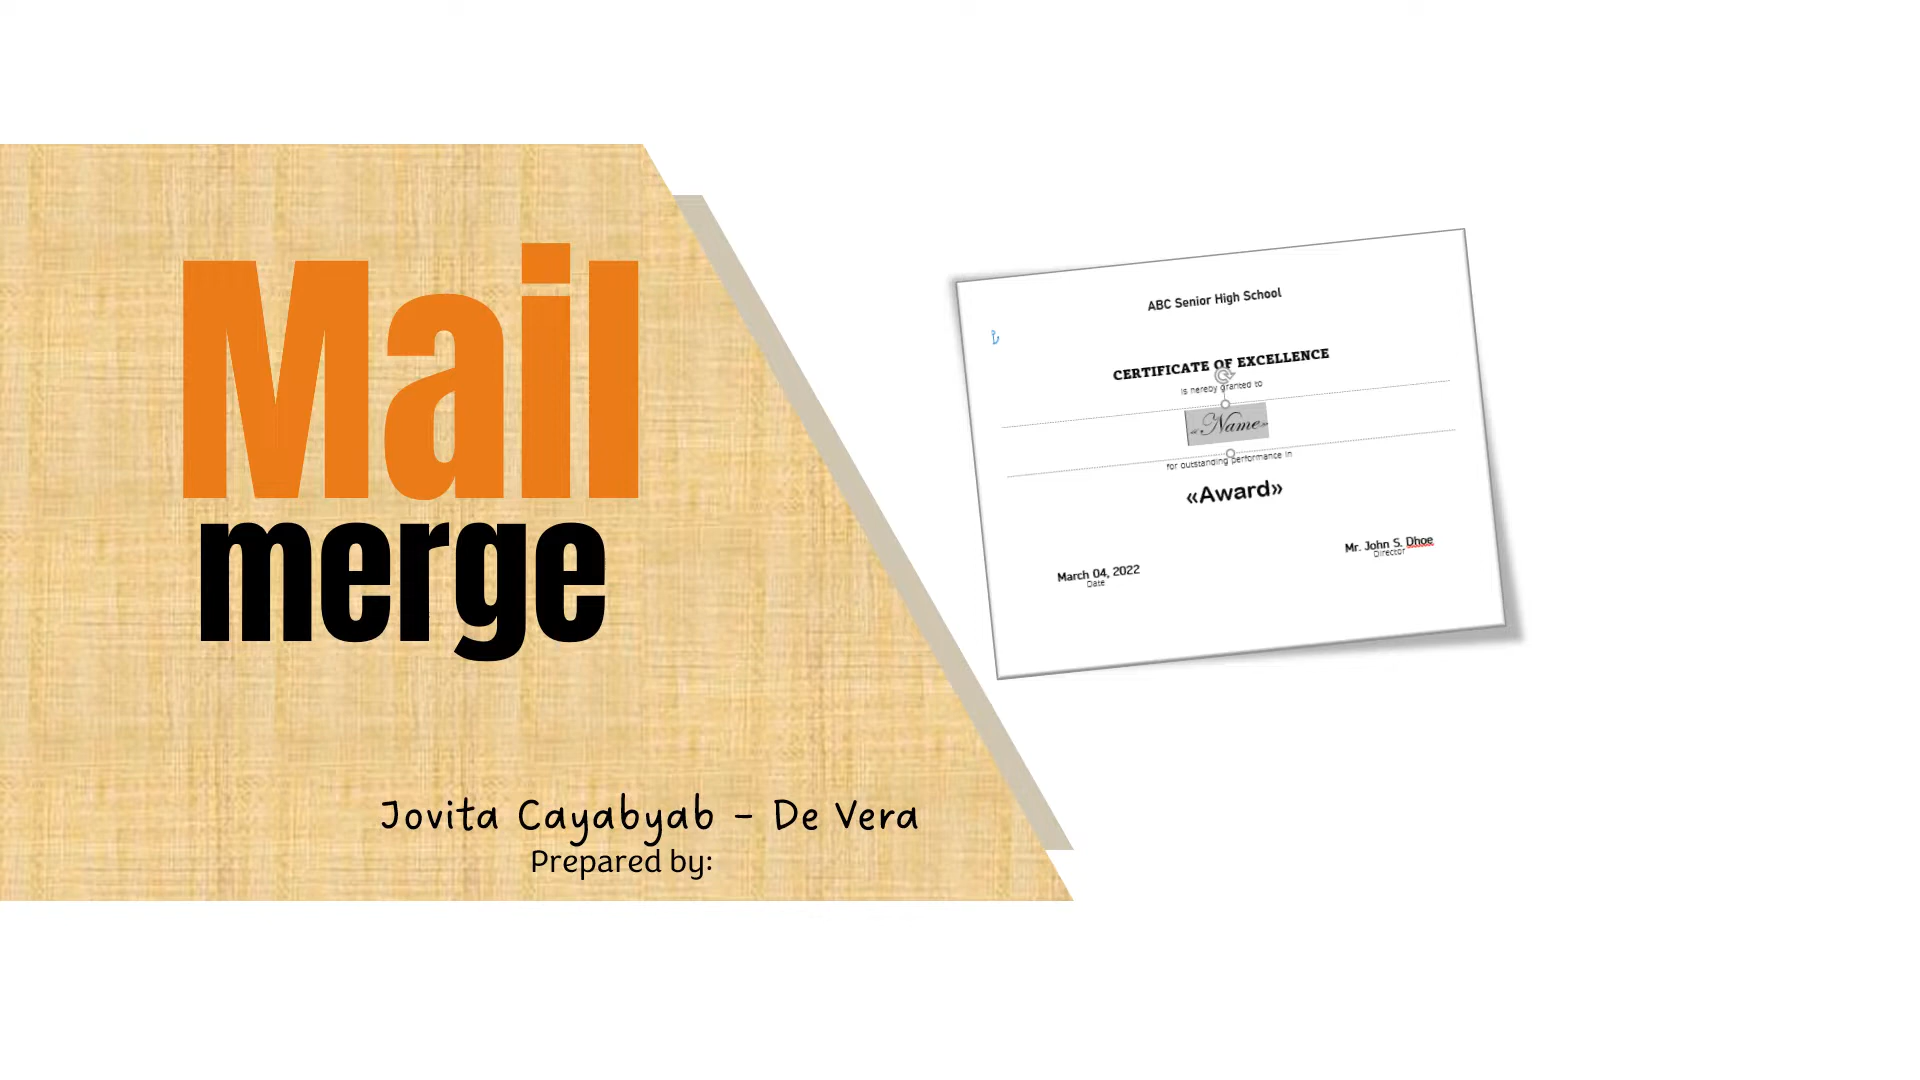 Mail
merge
Jovita Cayabyab - De Vera
Prepared by:
ABC Senior High School
CERTIFICATE OF EXCELLENCE
is hereby granted to
«Name»
for outstanding performance in
«Award»
Mr. John S. Dhoe
Director
March 04, 2022
Date